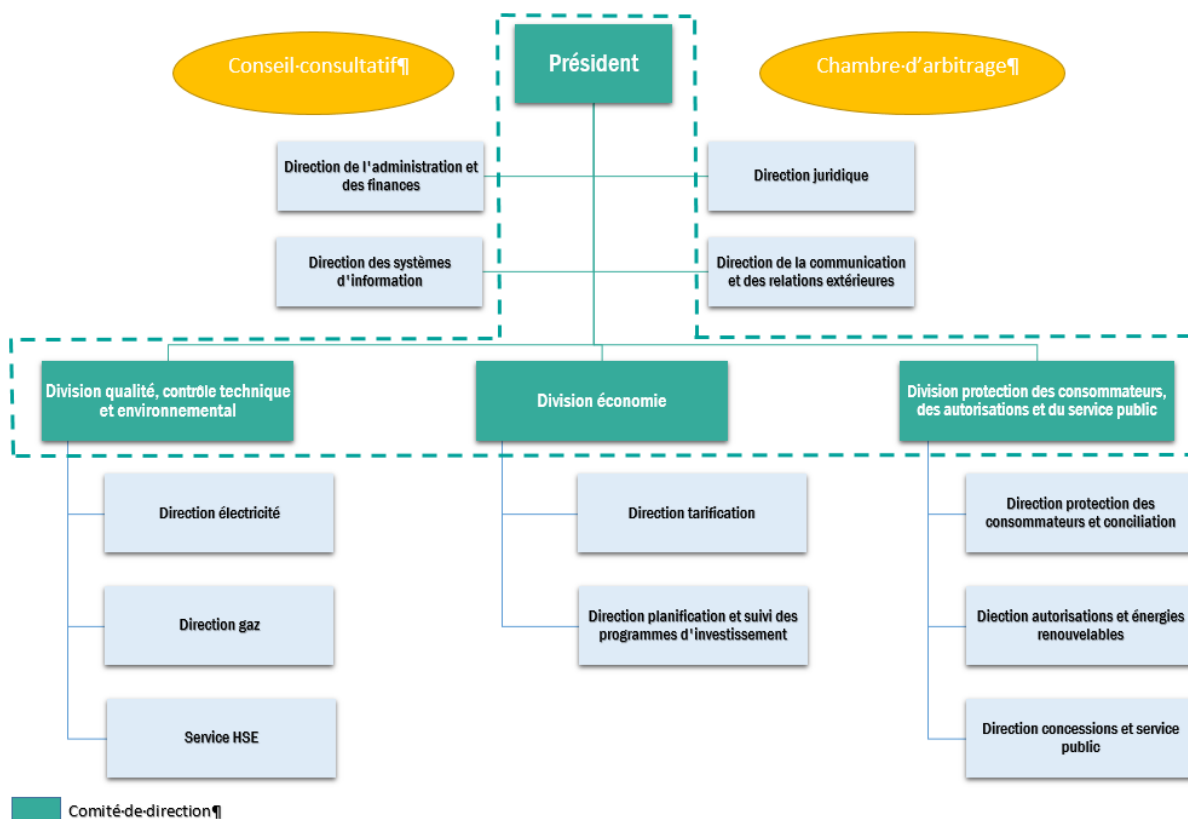 Conseil·consultatif¶
Président
Chambre·d’arbitrage¶
Direction de l'administration et
des finances
Direction juridique
Direction des systèmes
d'information
Direction de la communication
et des relations extérieures
Division qualité, contrôle technique
et environnemental
Division économie
Division protection des consommateurs,
des autorisations et du service public
Direction électricité
Direction tarification
Direction protection des
consommateurs et conciliation
Direction gaz
Direction planification et suivi des
programmes d'investissement
Diection autorisations et énergies
renouvelables
Service HSE
Direction concessions et service
public
Comité·de·direction¶